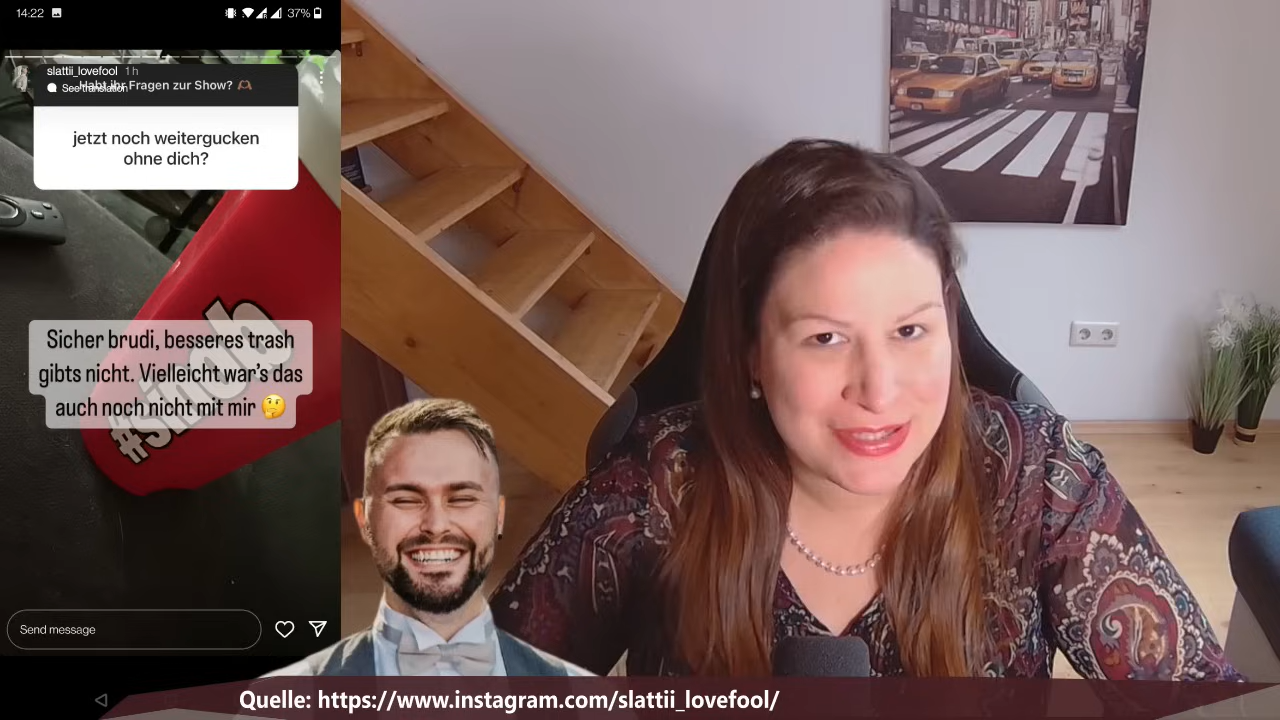 14:22
37%
slattii_lovefool 1 h
See translation
Habt ihr Fragen zur Show? 🫶🏽
jetzt noch weitergucken
ohne dich?
Sicher brudi, besseres trash
gibts nicht. Vielleicht war's das
auch noch nicht mit mir 🤔
Send message
Quelle: https://www.instagram.com/slattii_lovefool/